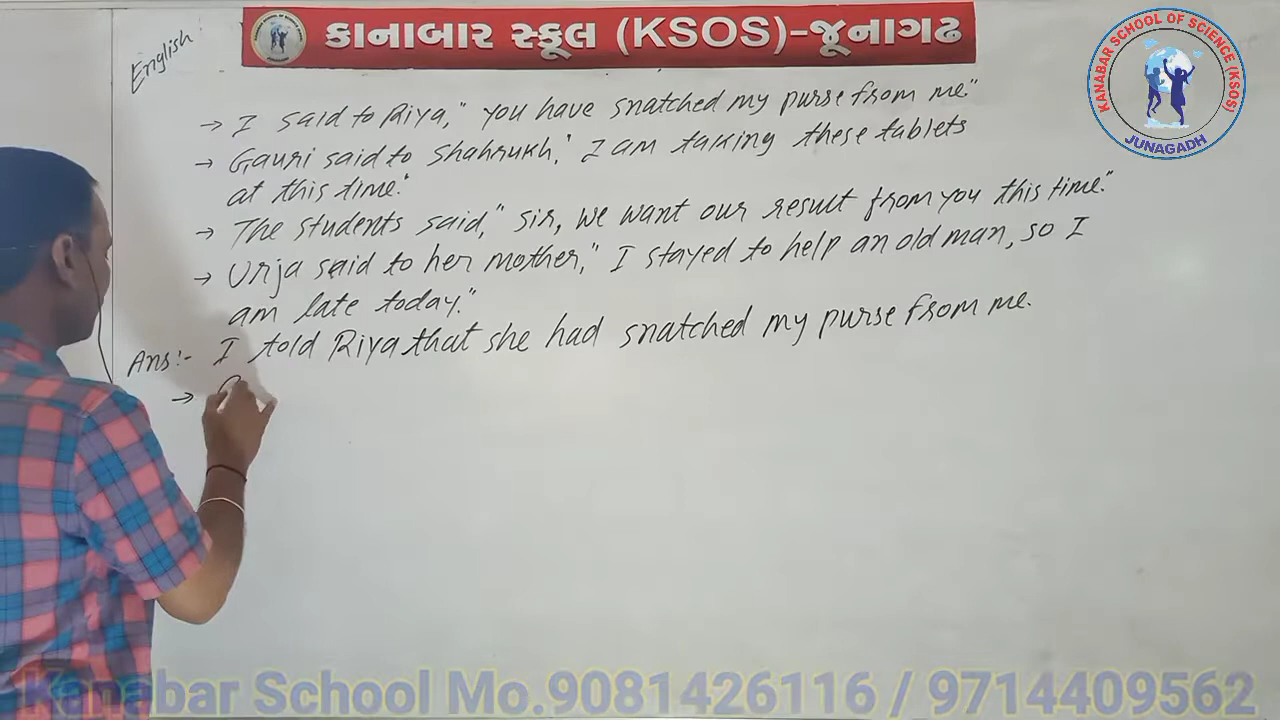 કાનાબાર સ્કૂલ (KSOS)-જૂનાગઢ
JUNAGADH
KANABAR SCHOOL OF SCIENCE (KSOS)
JUNAGADH
English
→ I said to Riya," you have snatched my purse from me."
→ Gauri said to Shahrukh," I am talking these tablets
at this time."
→ The students said," Sir, we want our result from you this time."
→ Urja said to her mother," I stayed to help an old man, so I
am late today."
Ans:- I told Riya that she had snatched my purse from me.
→
Kanabar School Mo.9081426116 / 9714409562